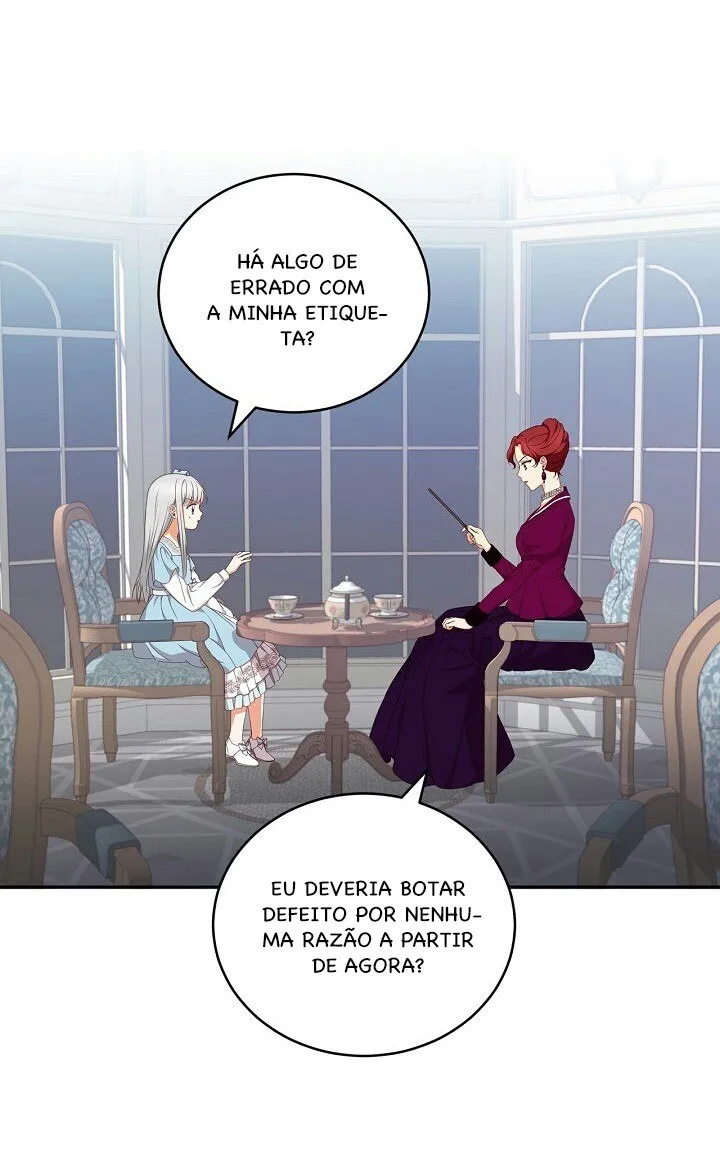 HÁ ALGO DE
ERRADO COM
A MINHA ETIQUE-
TA?
EU DEVERIA BOTAR
DEFEITO POR NENHU-
MA RAZÃO A PARTIR
DE AGORA?